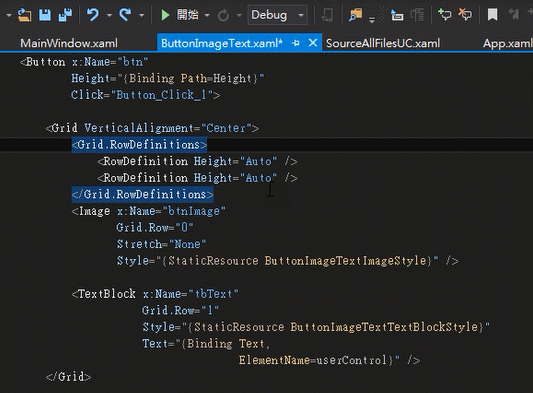 開始 Debug
MainWindow.xaml ButtonImageText.xaml* SourceAllFilesUC.xaml App.xaml
<Button x:Name="btn"
Height="{Binding Path=Height}"
Click="Button_Click_1">
<Grid VerticalAlignment="Center">
<Grid.RowDefinitions>
<RowDefinition Height="Auto" />
<RowDefinition Height="Auto" />
</Grid.RowDefinitions>
<Image x:Name="btnImage"
Grid.Row="0"
Stretch="None"
Style="{StaticResource ButtonImageTextImageStyle}" />
<TextBlock x:Name="tbText"
Grid.Row="1"
Style="{StaticResource ButtonImageTextTextBlockStyle}"
Text="{Binding Text,
ElementName=userControl}" />
</Grid>